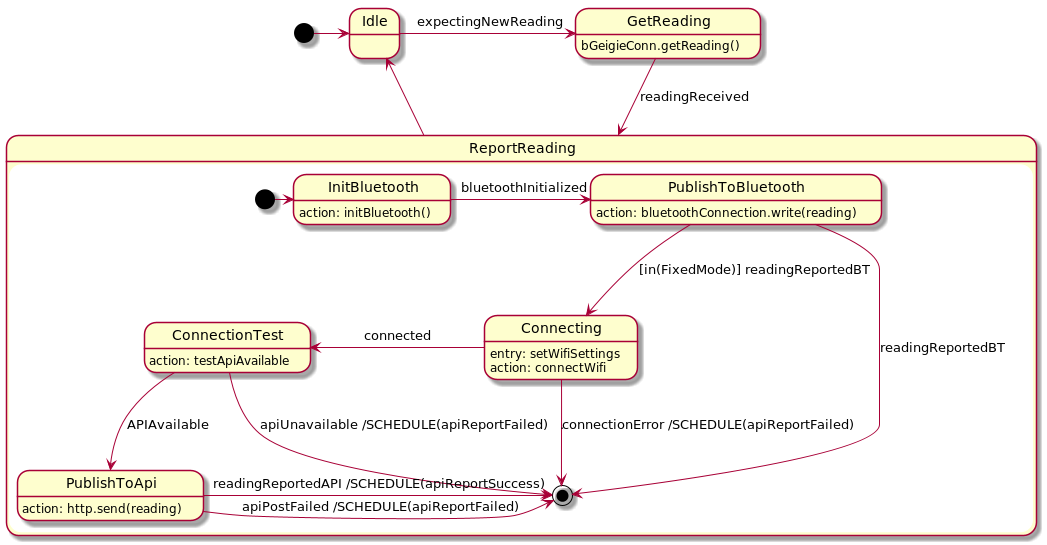 Idle
expectingNewReading
GetReading
bGeigieConn.getReading()
readingReceived
ReportReading
InitBluetooth
action: initBluetooth()
bluetoothInitialized
PublishToBluetooth
action: bluetoothConnection.write(reading)
[in(FixedMode)] readingReportedBT
ConnectionTest
action: testApiAvailable
connected
Connecting
entry: setWifiSettings
action: connectWifi
readingReportedBT
APIAvailable
apiUnavailable /SCHEDULE(apiReportFailed)
connectionError /SCHEDULE(apiReportFailed)
PublishToApi
action: http.send(reading)
readingReportedAPI /SCHEDULE(apiReportSuccess)
apiPostFailed /SCHEDULE(apiReportFailed)